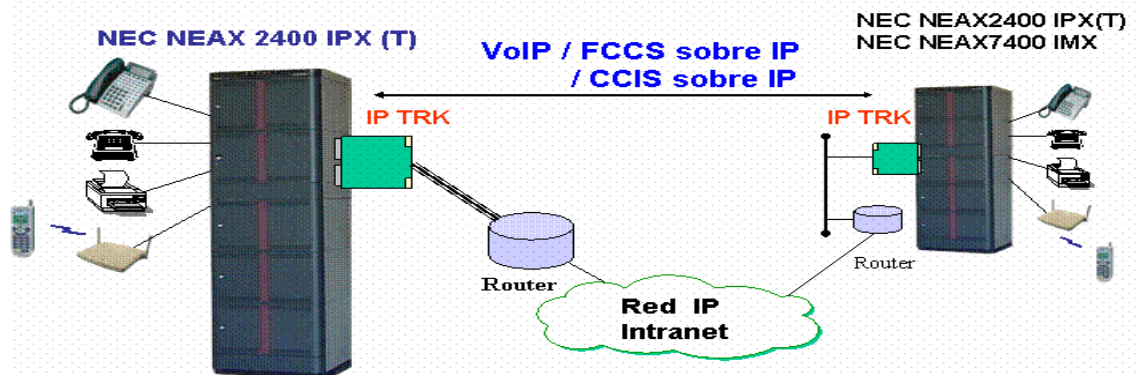 NEC NEAX 2400 IPX (T)
NEC NEAX2400 IPX(T)
NEC NEAX7400 IMX
VoIP / FCCS sobre IP
/ CCIS sobre IP
IP TRK
IP TRK
Router
Router
Red IP
Intranet